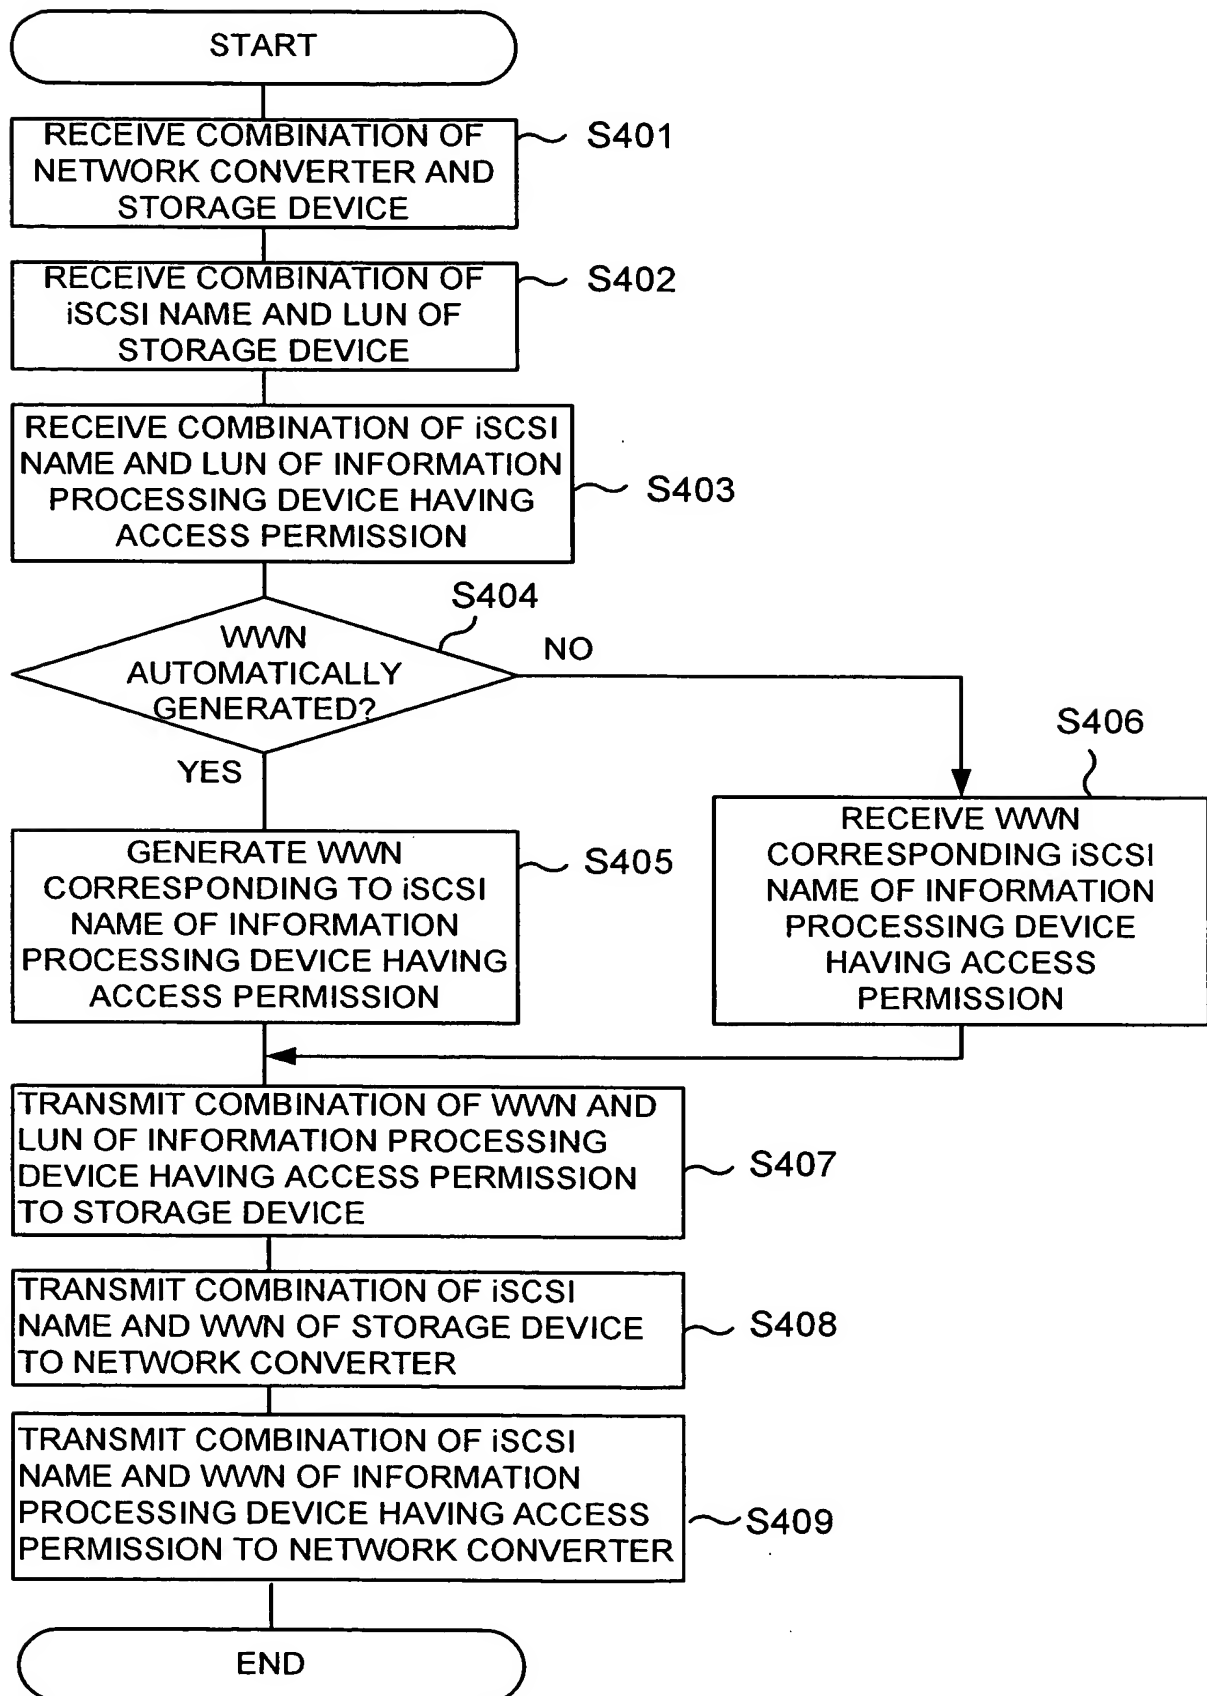 START
RECEIVE COMBINATION OF
NETWORK CONVERTER AND
STORAGE DEVICE
S401
RECEIVE COMBINATION OF
iSCSI NAME AND LUN OF
STORAGE DEVICE
S402
RECEIVE COMBINATION OF iSCSI
NAME AND LUN OF INFORMATION
PROCESSING DEVICE HAVING
ACCESS PERMISSION
S403
S404
WWN
AUTOMATICALLY
GENERATED?
NO
YES
GENERATE WWN
CORRESPONDING TO iSCSI
NAME OF INFORMATION
PROCESSING DEVICE HAVING
ACCESS PERMISSION
S405
S406
RECEIVE WWN
CORRESPONDING iSCSI
NAME OF INFORMATION
PROCESSING DEVICE
HAVING ACCESS
PERMISSION
TRANSMIT COMBINATION OF WWN AND
LUN OF INFORMATION PROCESSING
DEVICE HAVING ACCESS PERMISSION
TO STORAGE DEVICE
S407
TRANSMIT COMBINATION OF iSCSI
NAME AND WWN OF STORAGE DEVICE
TO NETWORK CONVERTER
S408
TRANSMIT COMBINATION OF iSCSI
NAME AND WWN OF INFORMATION
PROCESSING DEVICE HAVING ACCESS
PERMISSION TO NETWORK CONVERTER
S409
END